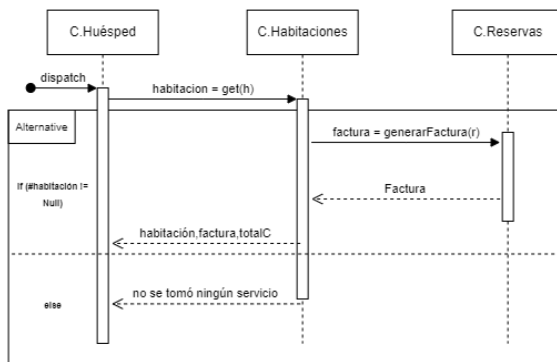 C.Huésped
C.Habitaciones
C.Reservas
dispatch
habitacion = get(h)
Alternative
factura = generarFactura(r)
If (#habitación !=
Null)
Factura
habitación,factura,totalC
else
no se tomó ningún servicio